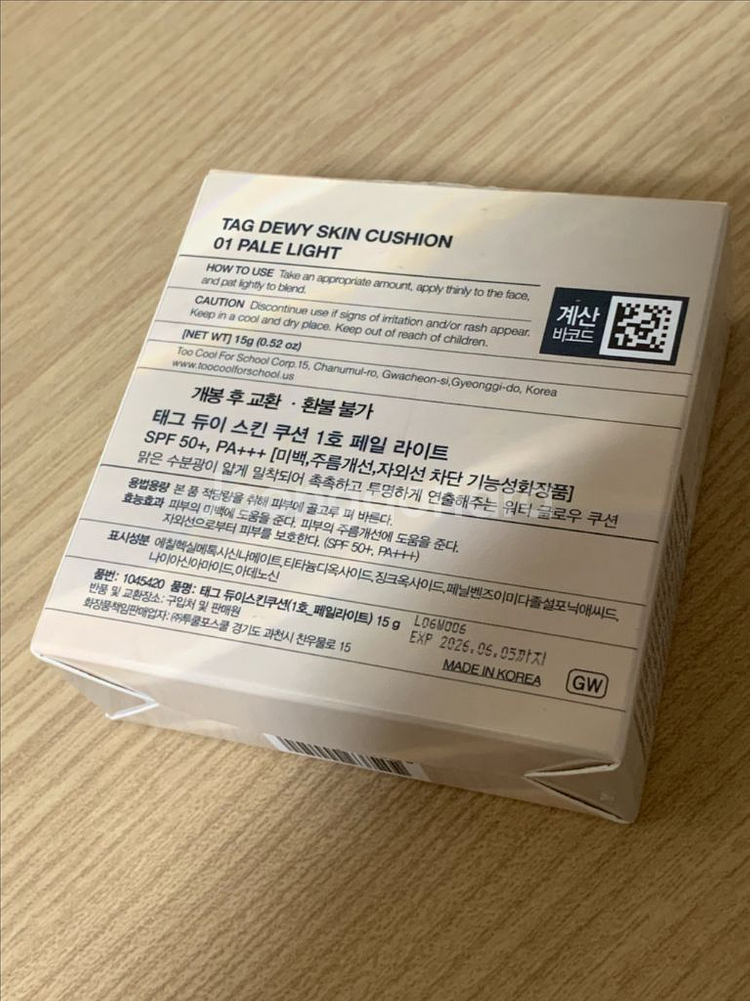 TAG DEWY SKIN CUSHION
01 PALE LIGHT
HOW TO USE Take an appropriate amount, apply thinly to the face,
and pat lightly to blend.
CAUTION Discontinue use if signs of irritation and/or rash appear.
Keep in a cool and dry place. Keep out of reach of children.
계산
바코드
[NET WT] 15g (0.52 oz)
Too Cool For School Corp.15, Chanumul-ro, Gwacheon-si,Gyeonggi-do, Korea
www.toocoolforschool.us
개봉 후 교환 · 환불 불가
태그 듀이 스킨 쿠션 1호 페일 라이트
SPF 50+, PA+++ [미백,주름개선,자외선 차단 기능성화장품]
맑은 수분광이 얇게 밀착되어 촉촉하고 투명하게 연출해주는 워터 글로우 쿠션
용법용량 본 품 적당량을 취해 피부에 골고루 펴 바른다.
효능효과 피부의 미백에 도움을 준다. 피부의 주름개선에 도움을 준다.
자외선으로부터 피부를 보호한다. (SPF 50+, PA+++)
표시성분 에칠헥실메톡시신나메이트,티타늄디옥사이드,징크옥사이드,페닐벤즈이미다졸설포닉애씨드,
나이아신아마이드,아데노신
품번: 1045420 품명: 태그 듀이스킨쿠션(1호_페일라이트) 15 g
반품 및 교환장소: 구입처 및 판매원
화장품책임판매업자: ㈜투쿨포스쿨 경기도 과천시 찬우물로 15
L06W006
EXP 2026.06.05까지
MADE IN KOREA
GW